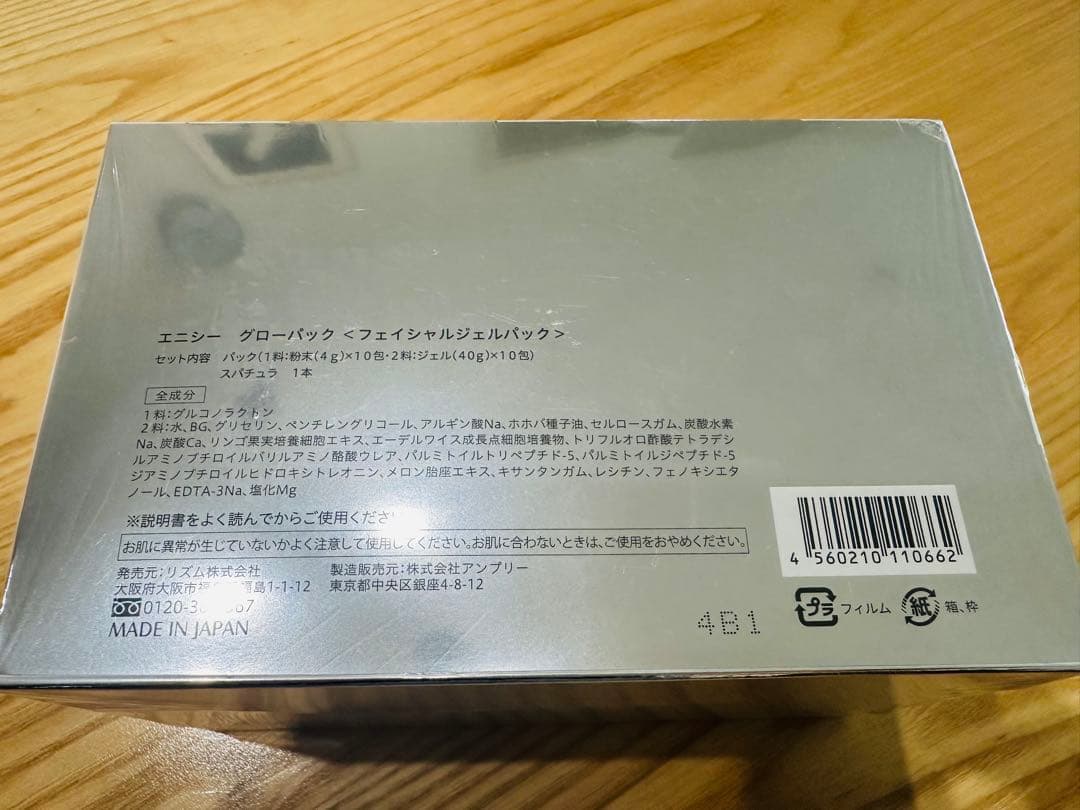 エニシー　グローパック＜フェイシャルジェルパック＞
セット内容　パック(1料:粉末(4g)×10包・2料:ジェル(40g)×10包)
スパチュラ　1本
全成分
1料:グルコノラクトン
2料:水、BG、グリセリン、ペンチレングリコール、アルギン酸Na、ホホバ種子油、セルロースガム、炭酸水素
Na、炭酸Ca、リンゴ果実培養細胞エキス、エーデルワイス成長点細胞培養物、トリフルオロ酢酸テトラデシ
ルアミノブチロイルバリルアミノ酪酸ウレア、パルミトイルトリペプチド-5、パルミトイルジペプチド-5
ジアミノブチロイルヒドロキシトレオニン、メロン胎座エキス、キサンタンガム、レシチン、フェノキシエタ
ノール、EDTA-3Na、塩化Mg
※説明書をよく読んでからご使用くださ
お肌に異常が生じていないかよく注意して使用してください。お肌に合わないときは、ご使用をおやめください。
発売元:リズム株式会社
大阪府大阪市福島1-1-12
0120-3
MADE IN JAPAN
製造販売元:株式会社アンプリー
東京都中央区銀座4-8-12
4B1
4 560210 110662
プラ フィルム 紙 箱、枠